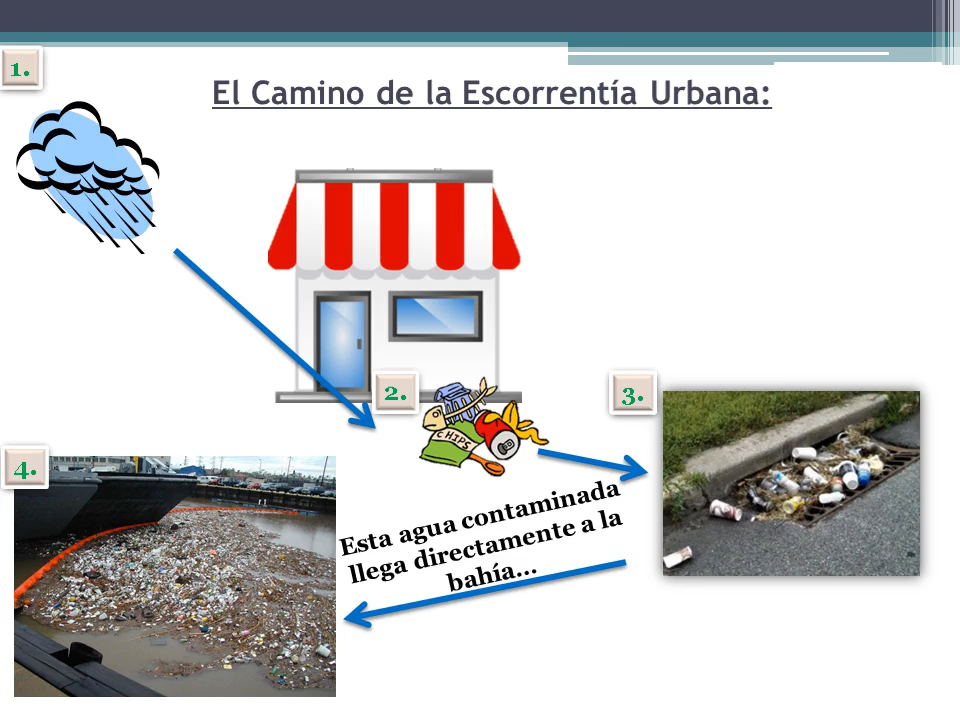 1.
El Camino de la Escorrentía Urbana:
2.
CHIPS
3.
4.
Esta agua contaminada
llega directamente a la
bahía...